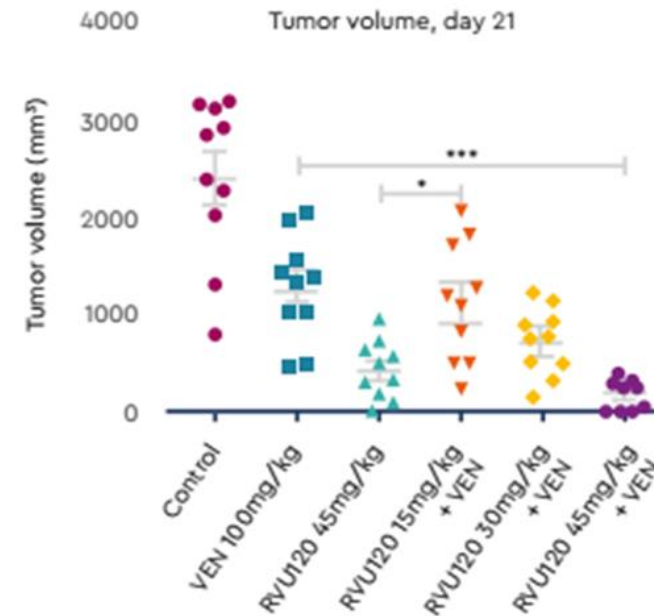 Tumor volume, day 21
Tumor volume (mm³)
4000
3000
2000
1000
0
***
*
Control
VEN 100mg/kg
RVU120 45mg/kg
RVU120 15mg/kg
+ VEN
RVU120 30mg/kg
+ VEN
RVU120 45mg/kg
+ VEN